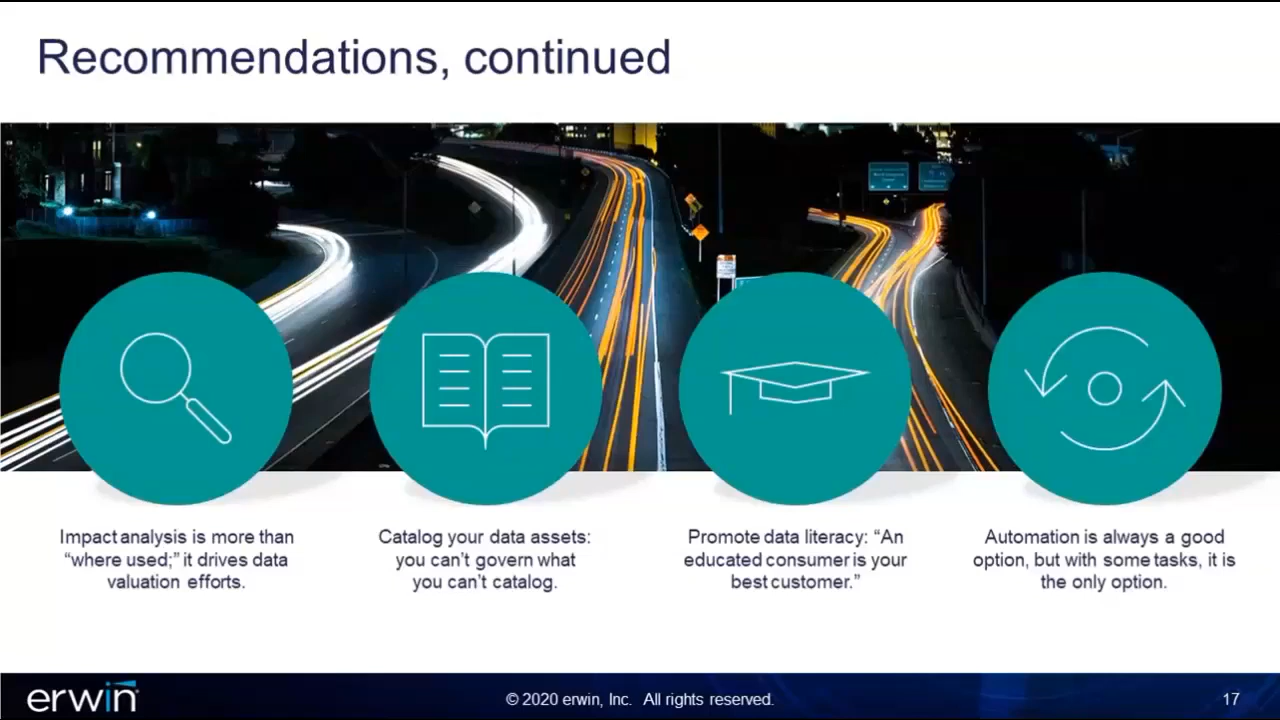 Recommendations, continued
Impact analysis is more than
“where used;” it drives data
valuation efforts.
Catalog your data assets:
you can’t govern what
you can’t catalog.
Promote data literacy: “An
educated consumer is your
best customer.”
Automation is always a good
option, but with some tasks, it is
the only option.
erwin
© 2020 erwin, Inc. All rights reserved.
17